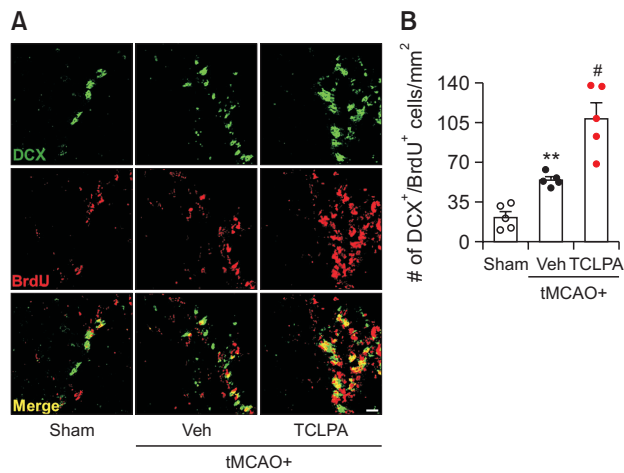 A
DCX
BrdU
Merge
Sham Veh TCLPA
tMCAO+
B
# of DCX⁺/BrdU⁺ cells/mm²
140
105
70
35
0
**
#
Sham Veh TCLPA
tMCAO+